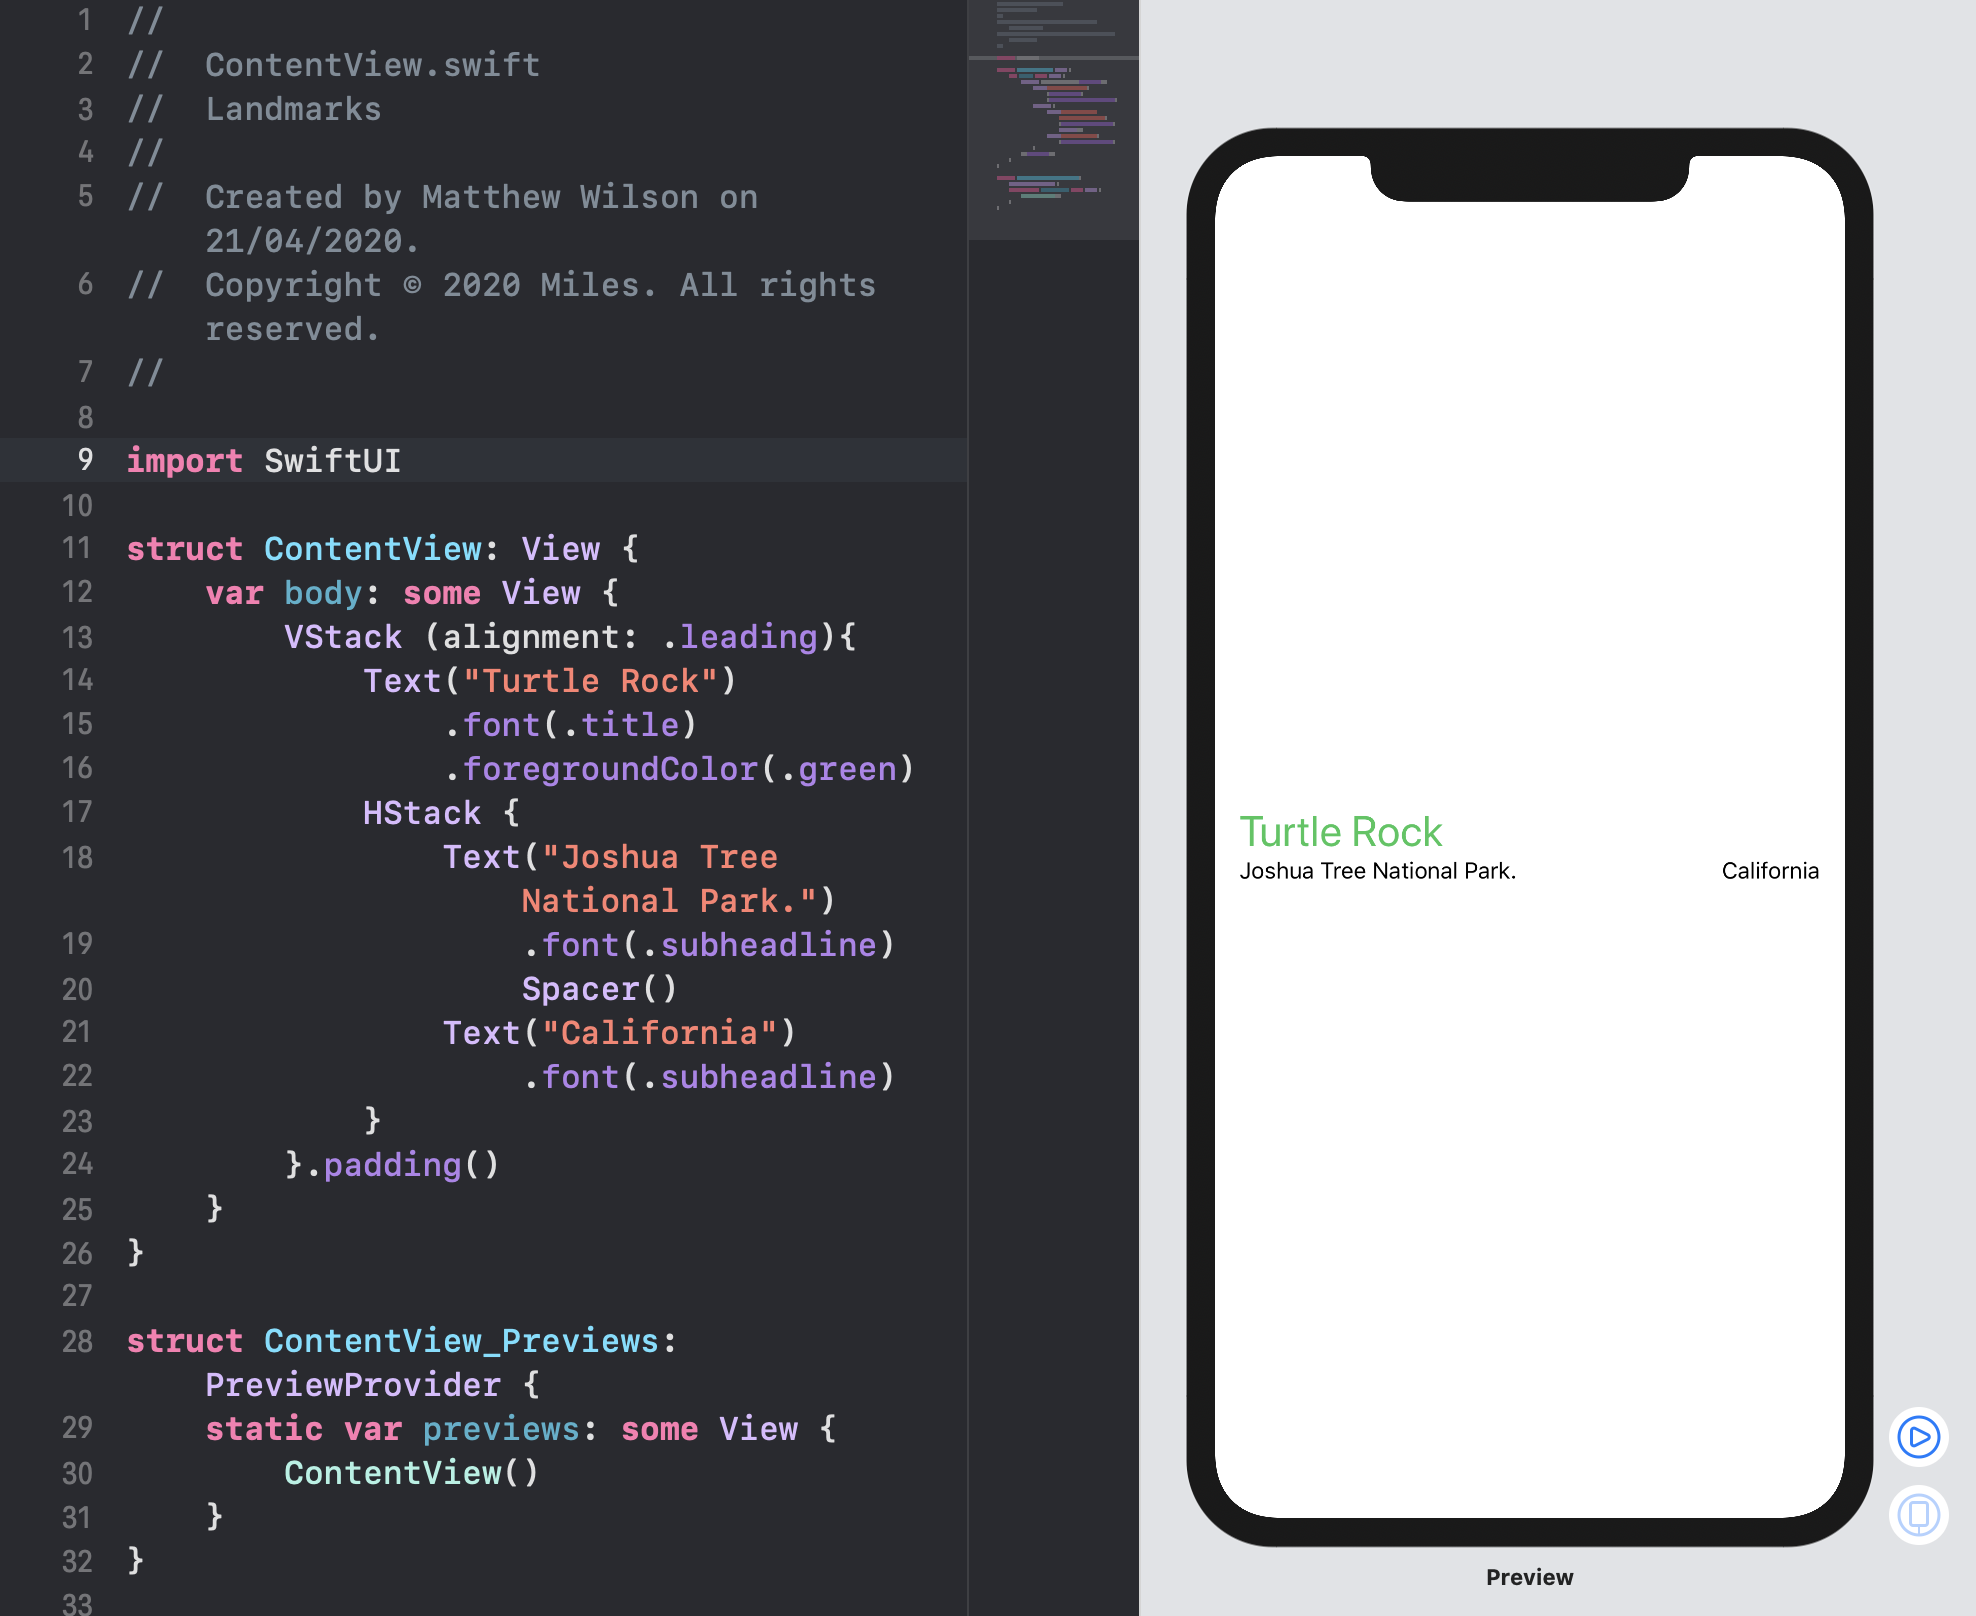 1 //
2 //  ContentView.swift
3 //  Landmarks
4 //
5 //  Created by Matthew Wilson on
21/04/2020.
6 //  Copyright © 2020 Miles. All rights
reserved.
7 //
8
9 import SwiftUI
10
11 struct ContentView: View {
12     var body: some View {
13         VStack (alignment: .leading){
14             Text("Turtle Rock")
15                 .font(.title)
16                 .foregroundColor(.green)
17             HStack {
18                 Text("Joshua Tree
National Park.")
19                     .font(.subheadline)
20                     Spacer()
21                 Text("California")
22                     .font(.subheadline)
23             }
24         }.padding()
25     }
26 }
27
28 struct ContentView_Previews:
PreviewProvider {
29     static var previews: some View {
30         ContentView()
31     }
32 }
33
Turtle Rock
Joshua Tree National Park. California
Preview